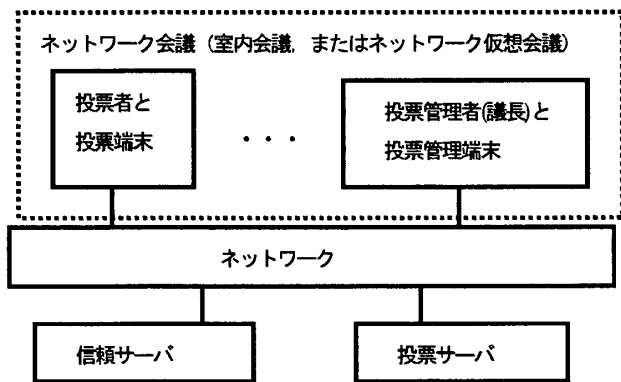 ネットワーク会議（室内会議，またはネットワーク仮想会議）
投票者と
投票端末
・・・
投票管理者(議長)と
投票管理端末
ネットワーク
信頼サーバ
投票サーバ